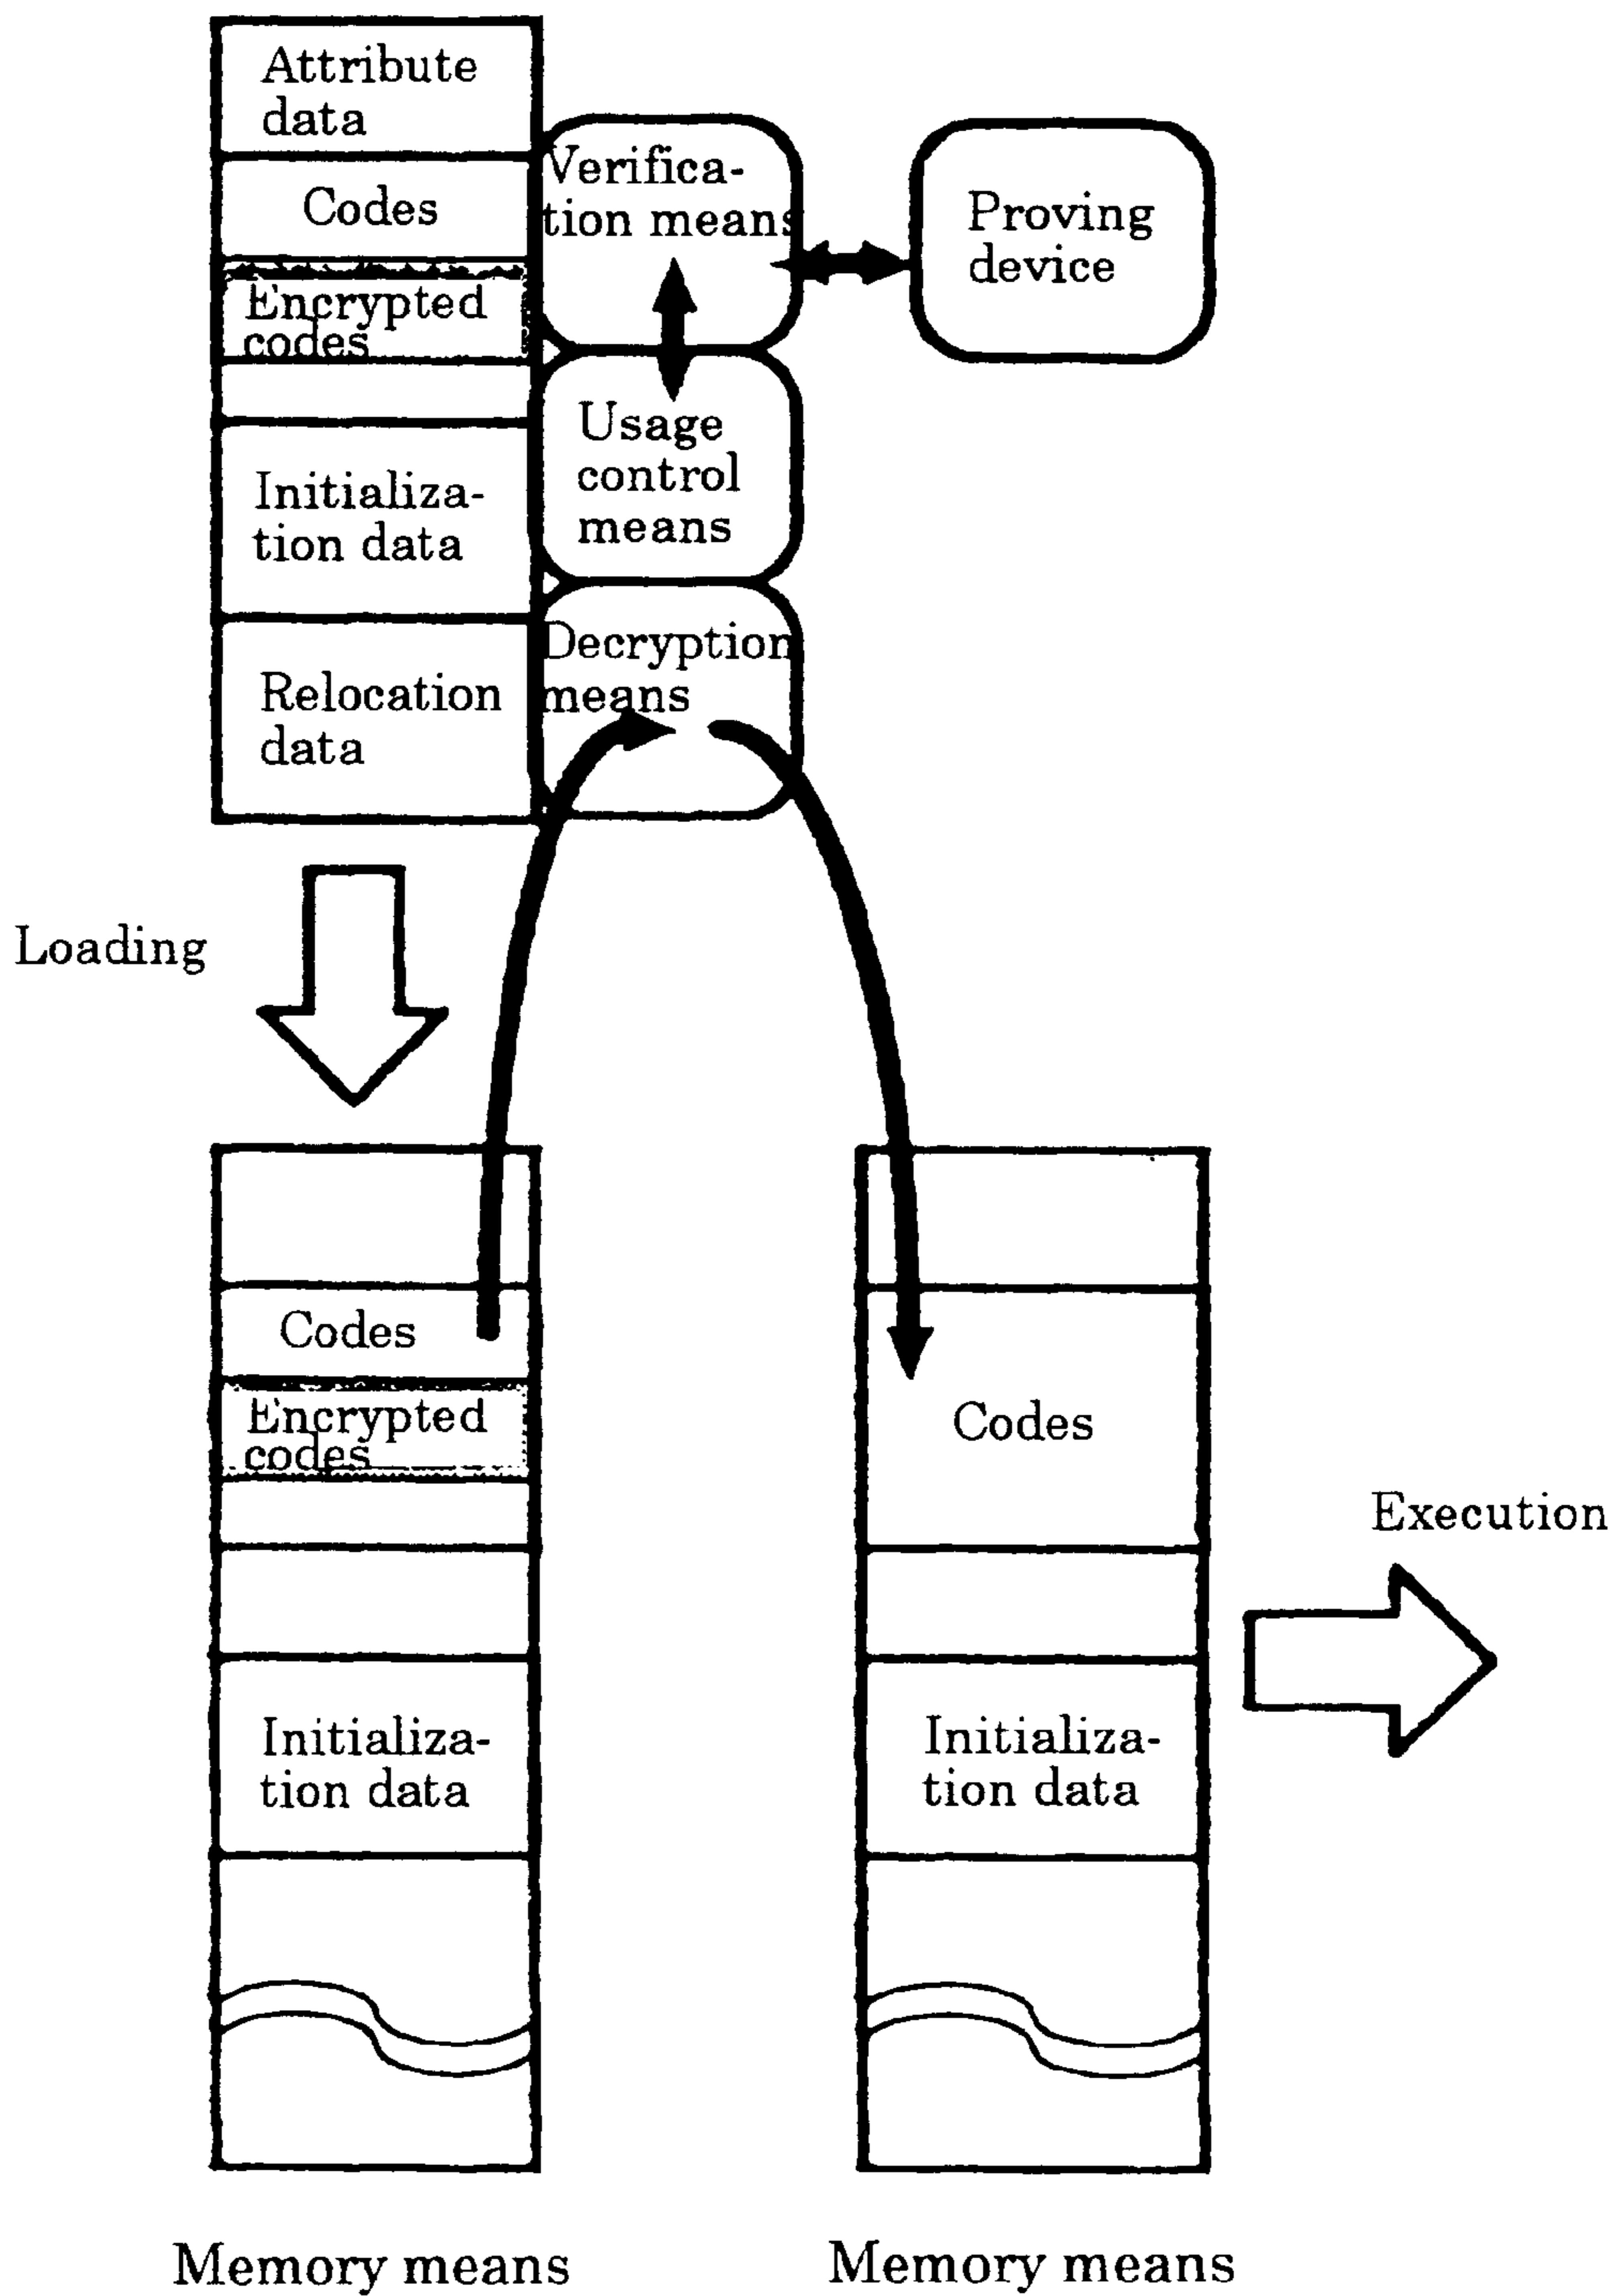 Attribute
data
Codes
Encrypted
codes
Initializa-
tion data
Relocation
data
Verifica-
tion means
Usage
control
means
Decryption
means
Proving
device
Loading
Codes
Encrypted
codes
Initializa-
tion data
Memory means
Codes
Initializa-
tion data
Memory means
Execution